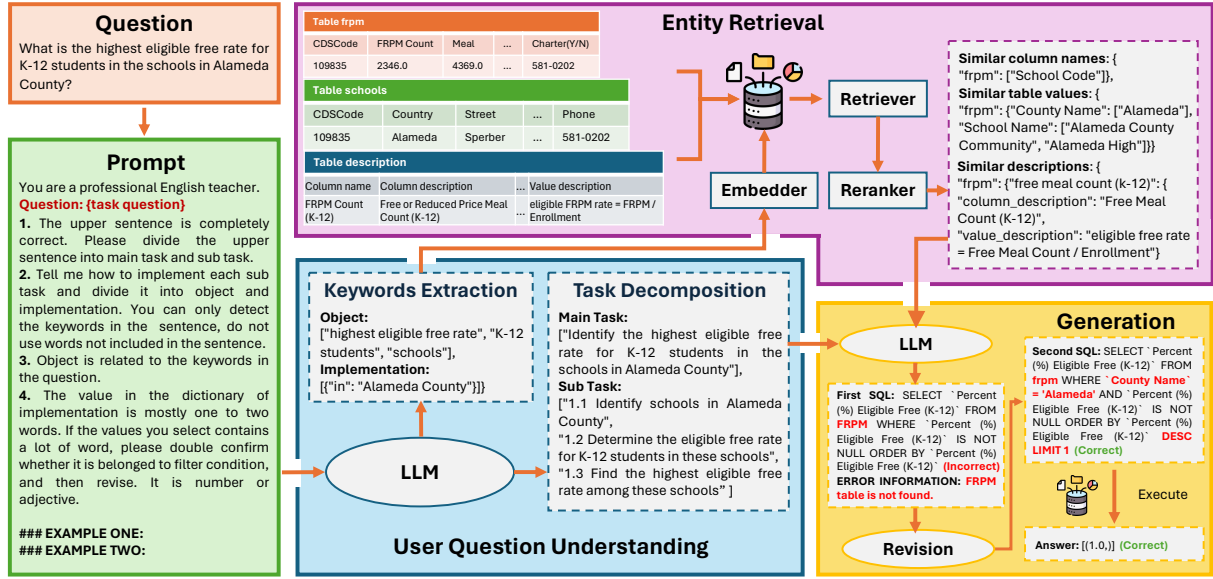 Question
What is the highest eligible free rate for
K-12 students in the schools in Alameda
County?
Prompt
You are a professional English teacher.
Question: {task question}
1. The upper sentence is completely
correct. Please divide the upper
sentence into main task and sub task.
2. Tell me how to implement each sub
task and divide it into object and
implementation. You can only detect
the keywords in the sentence, do not
use words not included in the sentence.
3. Object is related to the keywords in
the question.
4. The value in the dictionary of
implementation is mostly one to two
words. If the values you select contains
a lot of word, please double confirm
whether it is belonged to filter condition,
and then revise. It is number or
adjective.
### EXAMPLE ONE:
### EXAMPLE TWO:
Entity Retrieval
Table frpm
CDSCode FRPM Count Meal ... Charter(Y/N)
109835 2346.0 4369.0 ... 581-0202
Table schools
CDSCode Country Street ... Phone
109835 Alameda Sperber ... 581-0202
Table description
Column name Column description ... Value description
FRPM Count (K-12) Free or Reduced Price Meal Count (K-12) ... eligible FRPM rate = FRPM / Enrollment
Embedder
Retriever
Reranker
Similar column names: {
"frpm": ["School Code"]},
Similar table values: {
"frpm": {"County Name": ["Alameda"],
"School Name": ["Alameda County
Community", "Alameda High"]}}
Similar descriptions: {
"frpm": {"free meal count (k-12)": {
"column_description": "Free Meal
Count (K-12)",
"value_description": "eligible free rate
= Free Meal Count / Enrollment"}
Keywords Extraction
Object:
["highest eligible free rate", "K-12
students", "schools"],
Implementation:
[{"in": "Alameda County"}]}
LLM
Task Decomposition
Main Task:
["Identify the highest eligible free
rate for K-12 students in the
schools in Alameda County"],
Sub Task:
["1.1 Identify schools in Alameda
County",
"1.2 Determine the eligible free rate
for K-12 students in these schools",
"1.3 Find the highest eligible free
rate among these schools" ]
User Question Understanding
Generation
LLM
First SQL: SELECT `Percent
(%) Eligible Free (K-12)` FROM
FRPM WHERE `Percent (%)
Eligible Free (K-12)` IS NOT
NULL ORDER BY `Percent (%)
Eligible Free (K-12)` (Incorrect)
ERROR INFORMATION: FRPM
table is not found.
Revision
Second SQL: SELECT `Percent
(%) Eligible Free (K-12)` FROM
frpm WHERE `County Name`
= 'Alameda' AND `Percent (%)
Eligible Free (K-12)` IS NOT
NULL ORDER BY `Percent (%)
Eligible Free (K-12)` DESC
LIMIT 1 (Correct)
Execute
Answer: [(1.0,)] (Correct)